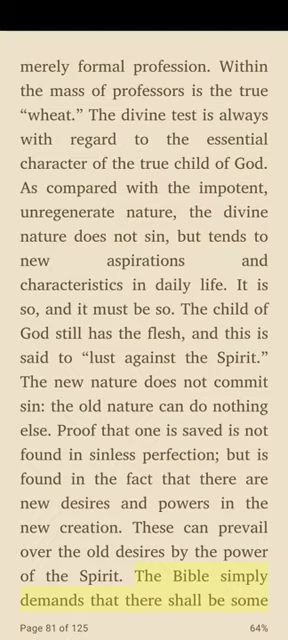 merely formal profession. Within
the mass of professors is the true
“wheat.” The divine test is always
with regard to the essential
character of the true child of God.
As compared with the impotent,
unregenerate nature, the divine
nature does not sin, but tends to
new aspirations and
characteristics in daily life. It is
so, and it must be so. The child of
God still has the flesh, and this is
said to “lust against the Spirit.”
The new nature does not commit
sin: the old nature can do nothing
else. Proof that one is saved is not
found in sinless perfection; but is
found in the fact that there are
new desires and powers in the
new creation. These can prevail
over the old desires by the power
of the Spirit. The Bible simply
demands that there shall be some
Page 81 of 125 64%